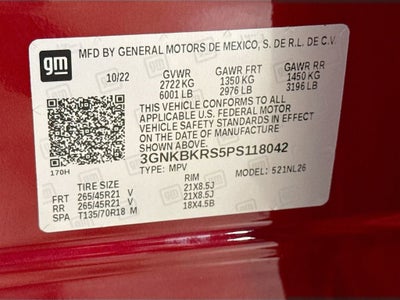 gm
MFD BY GENERAL MOTORS DE MEXICO, S. DE R.L. DE C.V.
10/22 GVWR GAWR FRT GAWR RR
2722 KG 1350 KG 1450 KG
6001 LB 2976 LB 3196 LB
THIS VEHICLE CONFORMS TO ALL
APPLICABLE U.S. FEDERAL MOTOR
VEHICLE SAFETY STANDARDS IN EFFECT
ON THE DATE OF MANUFACTURE
SHOWN ABOVE.
3GNKBKRS5PS118042
170H TYPE: MPV MODEL: 521NL26
TIRE SIZE RIM
FRT 265/45R21 V 21X8.5J
RR 265/45R21 V 21X8.5J
SPA T135/70R18 M 18X4.5B